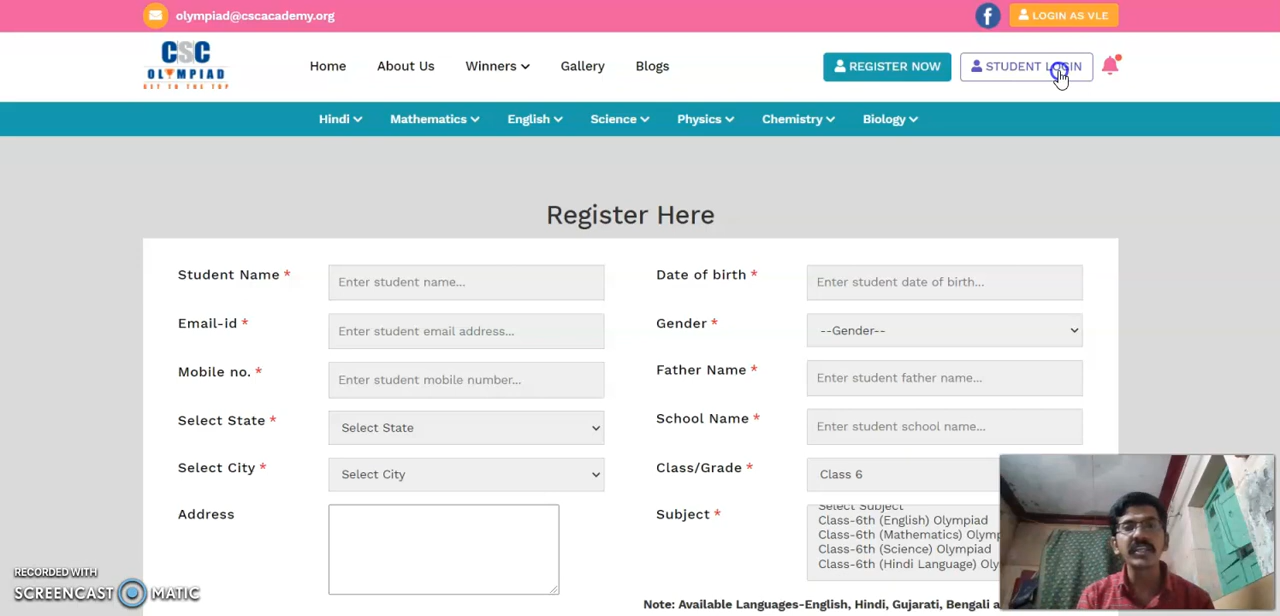 olympiad@cscacademy.org
LOGIN AS VLE
CSC
OLYMPIAD
GET TO THE TOP
Home
About Us
Winners
Gallery
Blogs
REGISTER NOW
STUDENT LOGIN
Hindi
Mathematics
English
Science
Physics
Chemistry
Biology
Register Here
Student Name *
Enter student name...
Date of birth *
Enter student date of birth...
Email-id *
Enter student email address...
Gender *
--Gender--
Mobile no. *
Enter student mobile number...
Father Name *
Enter student father name...
Select State *
Select State
School Name *
Enter student school name...
Select City *
Select City
Class/Grade *
Class 6
Address
Subject *
Select Subject
Class-6th (English) Olympiad
Class-6th (Mathematics) Olymp
Class-6th (Science) Olympiad
Class-6th (Hindi Language) Oly
Note: Available Languages-English, Hindi, Gujarati, Bengali a
RECORDED WITH
SCREENCAST MATIC